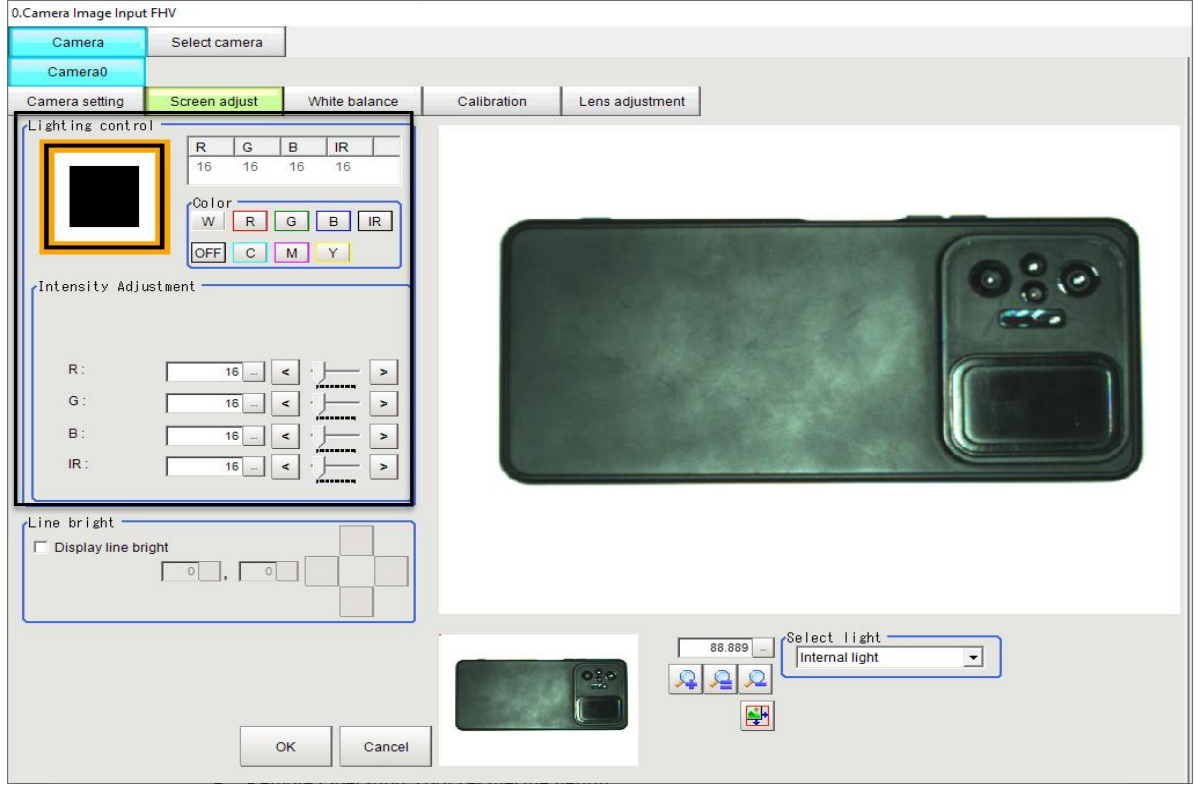 0.Camera Image Input FHV
Camera Select camera
Camera0
Camera setting Screen adjust White balance Calibration Lens adjustment
Lighting control
R G B IR
16 16 16 16
Color
W R G B IR
OFF C M Y
Intensity Adjustment
R: 16 ... < >
G: 16 ... < >
B: 16 ... < >
IR: 16 ... < >
Line bright
Display line bright
0 , 0
88.889 ...
Select light
Internal light
OK Cancel